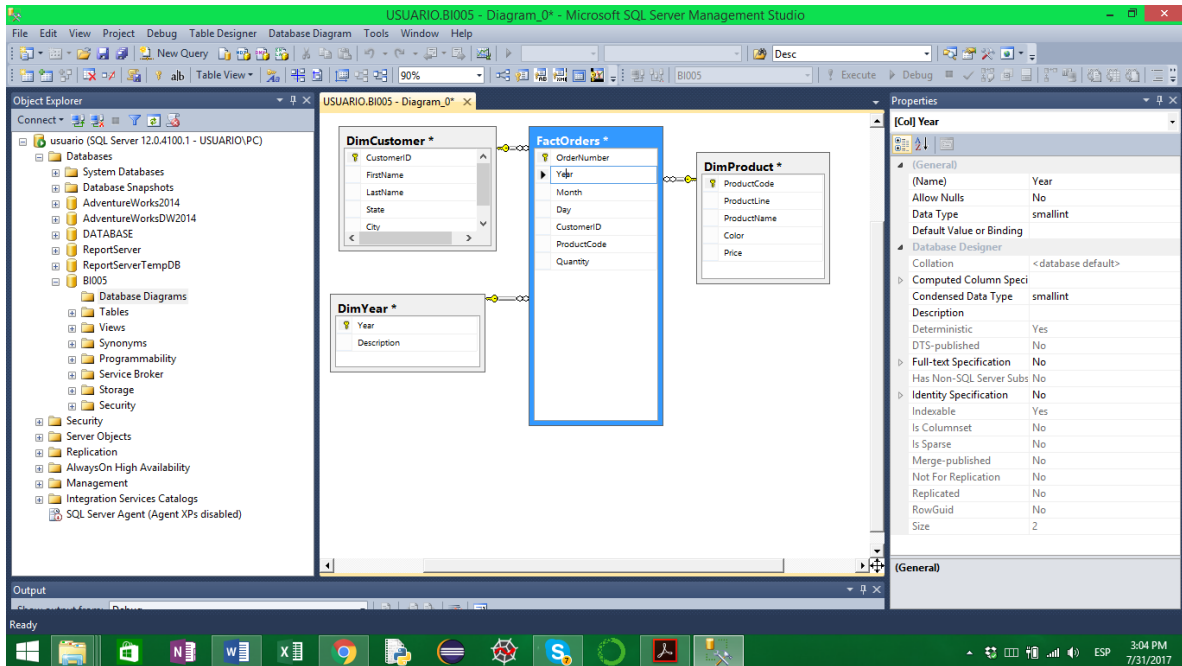 USUARIO.BI005 - Diagram_0* - Microsoft SQL Server Management Studio
File Edit View Project Debug Table Designer Database Diagram Tools Window Help
New Query Desc
Table View 90% BI005 Execute Debug
Object Explorer
Connect
usuario (SQL Server 12.0.4100.1 - USUARIO\PC)
Databases
System Databases
Database Snapshots
AdventureWorks2014
AdventureWorksDW2014
DATABASE
ReportServer
ReportServerTempDB
BI005
Database Diagrams
Tables
Views
Synonyms
Programmability
Service Broker
Storage
Security
Security
Server Objects
Replication
AlwaysOn High Availability
Management
Integration Services Catalogs
SQL Server Agent (Agent XPs disabled)
USUARIO.BI005 - Diagram_0*
DimCustomer *
CustomerID
FirstName
LastName
State
City
FactOrders *
OrderNumber
Year
Month
Day
CustomerID
ProductCode
Quantity
DimProduct *
ProductCode
ProductLine
ProductName
Color
Price
DimYear *
Year
Description
Properties
[Col] Year
(General)
(Name) Year
Allow Nulls No
Data Type smallint
Default Value or Binding
Database Designer
Collation <database default>
Computed Column Speci
Condensed Data Type smallint
Description
Deterministic Yes
DTS-published No
Full-text Specification No
Has Non-SQL Server Subs No
Identity Specification No
Indexable Yes
Is Columnset No
Is Sparse No
Merge-published No
Not For Replication No
Replicated No
RowGuid No
Size 2
(General)
Output
Show output from: Debug
Ready
ESP
3:04 PM
7/31/2017